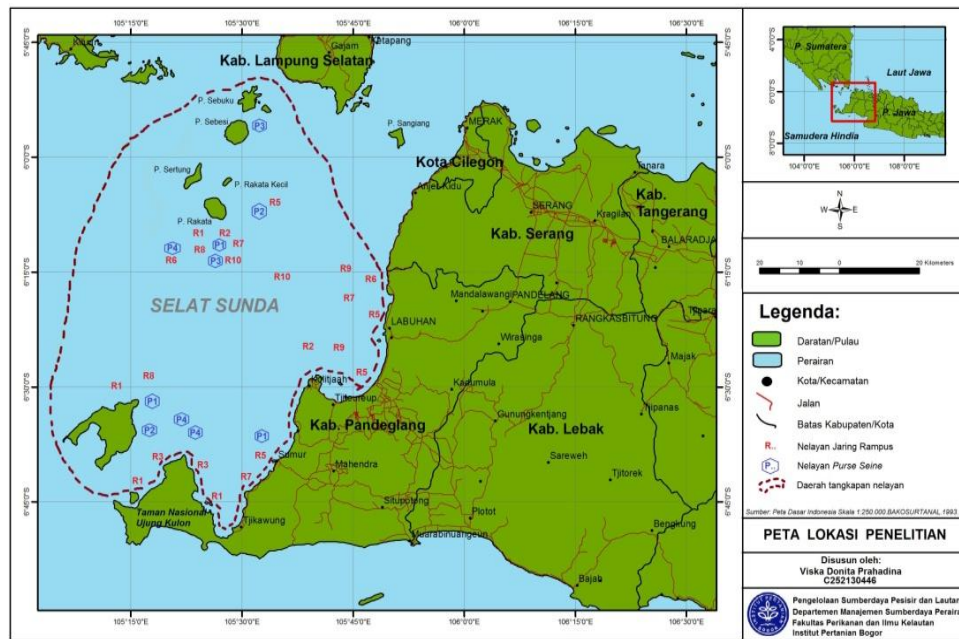 105°15'0"E 105°30'0"E 105°45'0"E 106°0'0"E 106°15'0"E 106°30'0"E
5°45'0"S
6°0'0"S
6°15'0"S
6°30'0"S
6°45'0"S
Gajam
Kab. Lampung Selatan
P. Sebuku
P. Sebesi
P3
P. Sangiang
MERAK
Kota Cilegon
P. Sertung
P. Rakata Kecil
Anjer Kidu
R5
P2
P. Rakata
SERANG
Kragilan
Kab.
Tangerang
BALARADJA
Kab. Serang
R1 R2
P4 R8 P1 R7
R6 P3 R10
R10 R9 R6
R7
R5
SELAT SUNDA
Mandalawangi
PANDELANG
LABUHAN
RANGKASBITUNG
Wirasinga
R2 R9
Majak
R5
R8
R1
Kadumula
P1
P4
P2 P4
P1
Kab. Pandeglang
Gunungkentjang
Kab. Lebak
R3
R3
R5
Sumur
Sareweh
Mahendra
Tjitorek
R1
R7
R1
Taman Nasional
Ujung Kulon
Tjikawung
Situpotong
Plotot
Muarabinuangeun
Bengkung
Bajah
4°0'0"S
6°0'0"S
8°0'0"S
P. Sumatera
Laut Jawa
P. Jawa
Samudera Hindia
104°0'0"E 106°0'0"E 108°0'0"E
N
W E
S
20 10 0 20 Kilometers
Legenda:
Daratan/Pulau
Perairan
Kota/Kecamatan
Jalan
Batas Kabupaten/Kota
R.. Nelayan Jaring Rampus
P.. Nelayan Purse Seine
Daerah tangkapan nelayan
Sumber: Peta Dasar Indonesia Skala 1:250.000.BAKOSURTANAL,1993
PETA LOKASI PENELITIAN
Disusun oleh:
Viska Donita Prahadina
C252130446
Pengelolaan Sumberdaya Pesisir dan Lautan
Departemen Manajemen Sumberdaya Perairan
Fakultas Perikanan dan Ilmu Kelautan
Institut Pertanian Bogor